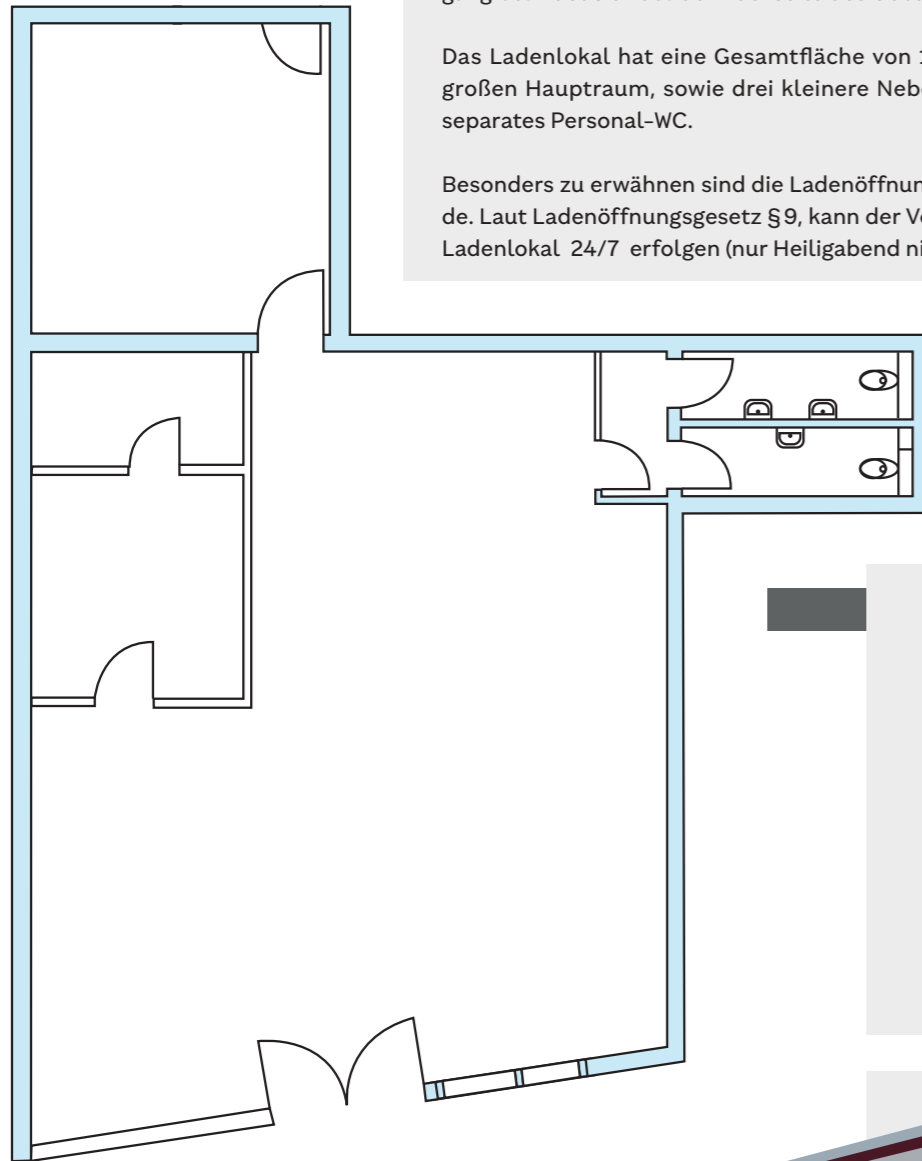 Das Ladenlokal hat eine Gesamtfläche von
großen Hauptraum, sowie drei kleinere
separates Personal-WC.
Besonders zu erwähnen sind die
de. Laut Ladenöffnungsgesetz §9, kann der
Ladenlokal 24/7 erfolgen (nur Heiligabend